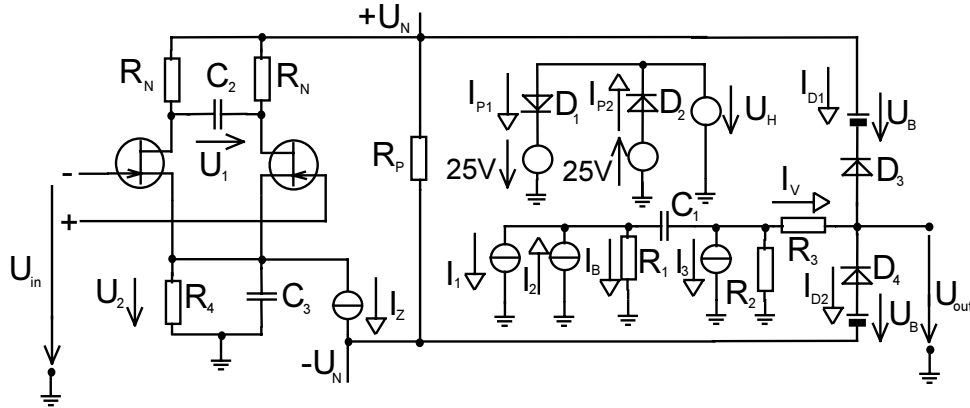 +U_N
R_N C_2 R_N
U_1
-
+
U_in
U_2 R_4 C_3 I_Z
-U_N
R_P
I_P1 D_1 I_P2 D_2 U_H
25V 25V
I_D1 U_B
D_3
I_V
C_1
I_1 I_2 I_B R_1 I_3 R_2 R_3
D_4
I_D2 U_B
U_out